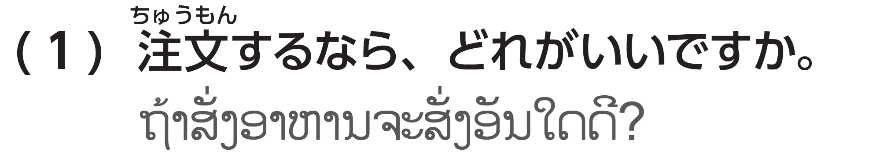 ちゅうもん
(1) 注文するなら、どれがいいですか。
ຖ້າສັ່ງອາຫານຈະສັ່ງອັນໃດດີ?